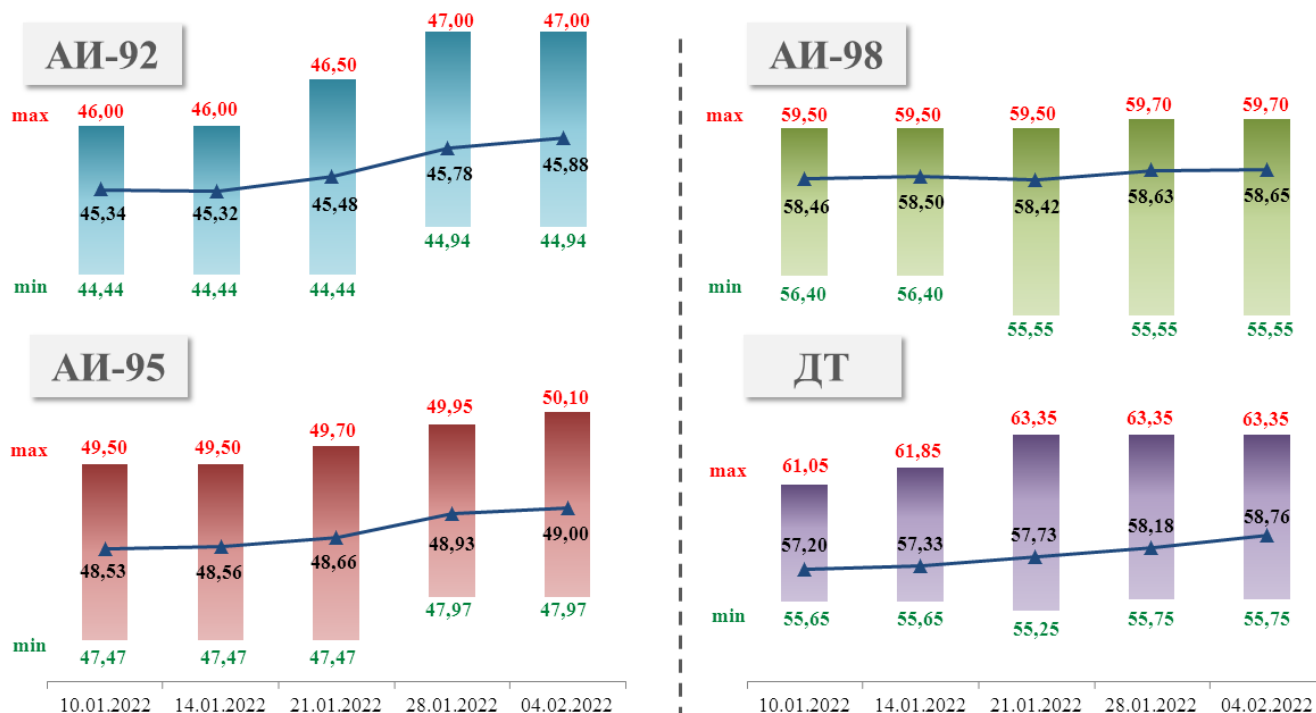 АИ-92
max
46,00 46,00 46,50 47,00 47,00
45,34 45,32 45,48 45,78 45,88
min
44,44 44,44 44,44 44,94 44,94
АИ-95
max
49,50 49,50 49,70 49,95 50,10
48,53 48,56 48,66 48,93 49,00
min
47,47 47,47 47,47 47,97 47,97
10.01.2022 14.01.2022 21.01.2022 28.01.2022 04.02.2022
АИ-98
max
59,50 59,50 59,50 59,70 59,70
58,46 58,50 58,42 58,63 58,65
min
56,40 56,40 55,55 55,55 55,55
ДТ
max
61,05 61,85 63,35 63,35 63,35
57,20 57,33 57,73 58,18 58,76
min
55,65 55,65 55,25 55,75 55,75
10.01.2022 14.01.2022 21.01.2022 28.01.2022 04.02.2022